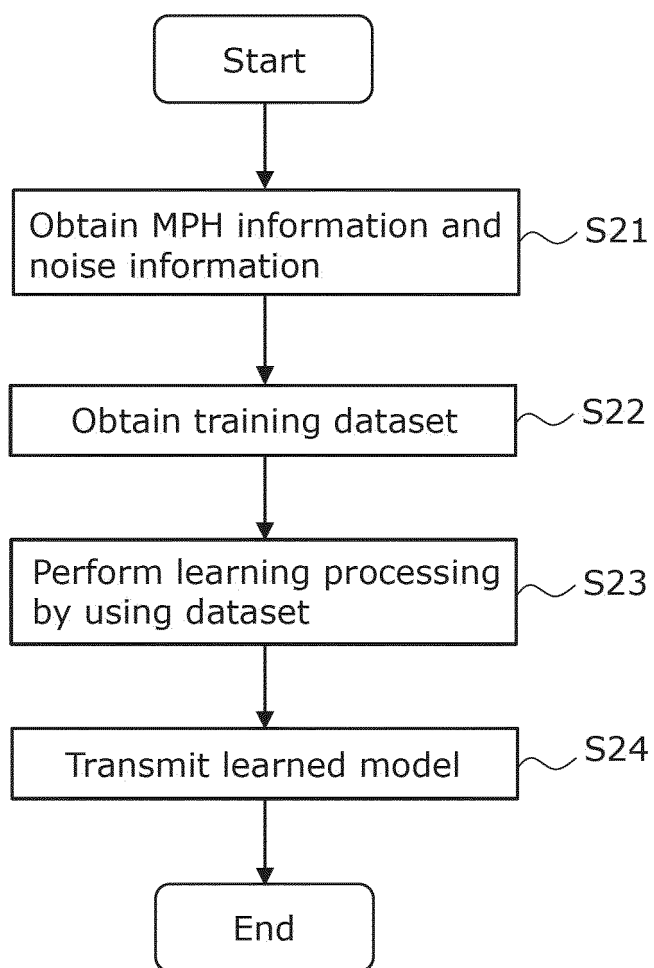 Start
Obtain MPH information and
noise information
S21
Obtain training dataset
S22
Perform learning processing
by using dataset
S23
Transmit learned model
S24
End